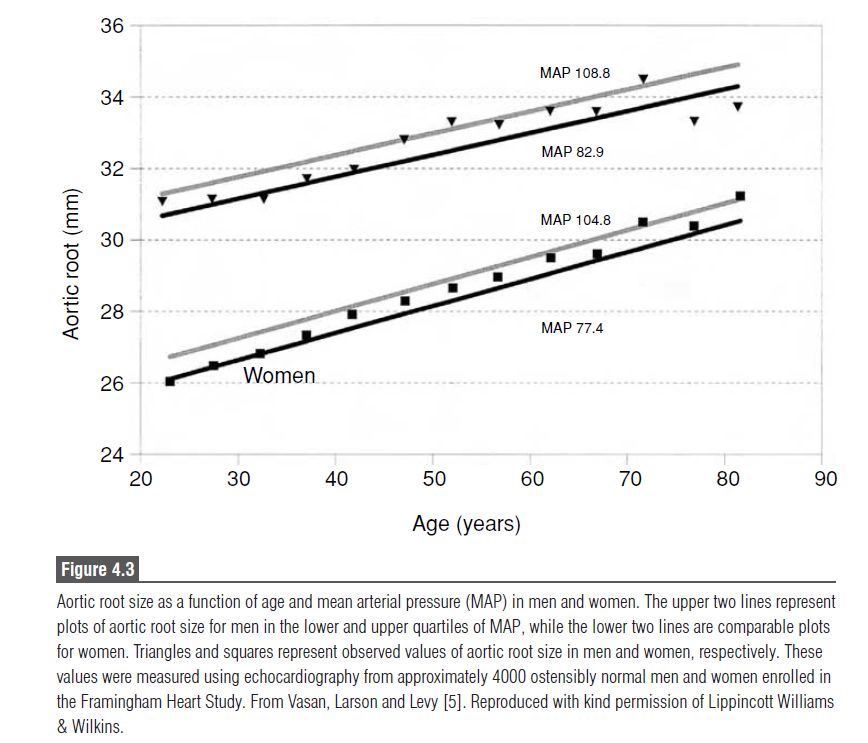 36
34
32
30
28
26
24
Aortic root (mm)
MAP 108.8
MAP 82.9
MAP 104.8
MAP 77.4
Women
20 30 40 50 60 70 80 90
Age (years)
Figure 4.3
Aortic root size as a function of age and mean arterial pressure (MAP) in men and women. The upper two lines represent
plots of aortic root size for men in the lower and upper quartiles of MAP, while the lower two lines are comparable plots
for women. Triangles and squares represent observed values of aortic root size in men and women, respectively. These
values were measured using echocardiography from approximately 4000 ostensibly normal men and women enrolled in
the Framingham Heart Study. From Vasan, Larson and Levy [5]. Reproduced with kind permission of Lippincott Williams
& Wilkins.